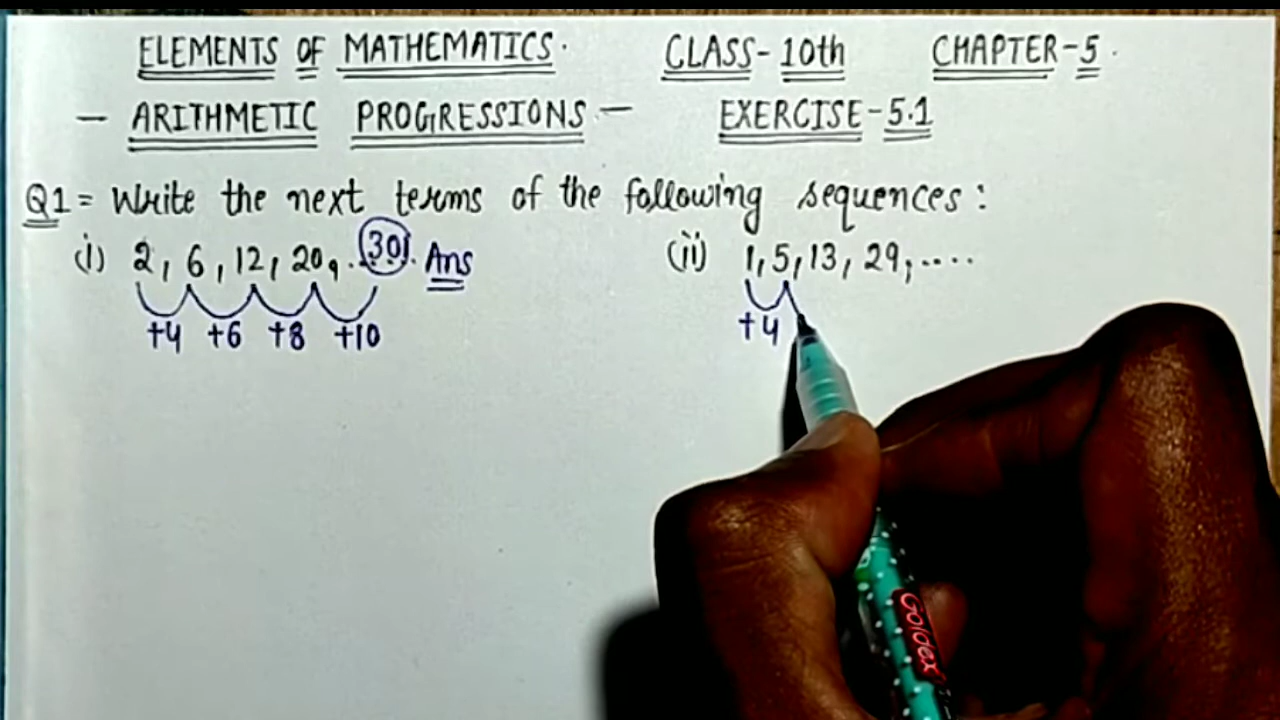 ELEMENTS OF MATHEMATICS. CLASS-10th CHAPTER-5.
— ARITHMETIC PROGRESSIONS — EXERCISE-5.1
Q1= Write the next terms of the following sequences:
(i) 2, 6, 12, 20, ... 30 Ans (ii) 1, 5, 13, 29, ....
+4 +6 +8 +10 +4
Goldex